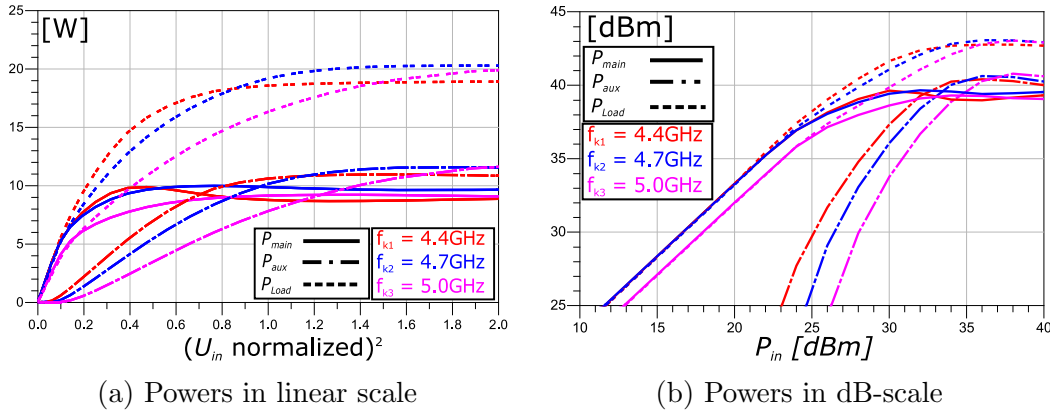 [W]
25
20
15
10
5
0
0.0 0.2 0.4 0.6 0.8 1.0 1.2 1.4 1.6 1.8 2.0
P_main
P_aux
P_Load
f_k1 = 4.4GHz
f_k2 = 4.7GHz
f_k3 = 5.0GHz
(U_in normalized)²
(a) Powers in linear scale
[dBm]
45
40
35
30
25
10 15 20 25 30 35 40
P_main
P_aux
P_Load
f_k1 = 4.4GHz
f_k2 = 4.7GHz
f_k3 = 5.0GHz
P_in [dBm]
(b) Powers in dB-scale